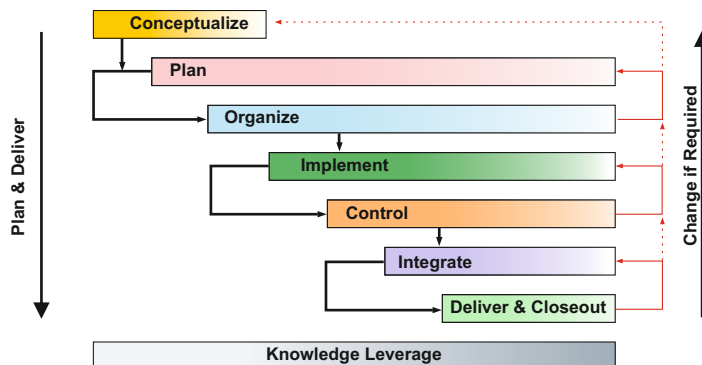 Conceptualize
Plan
Organize
Implement
Control
Integrate
Deliver & Closeout
Knowledge Leverage
Plan & Deliver
Change if Required